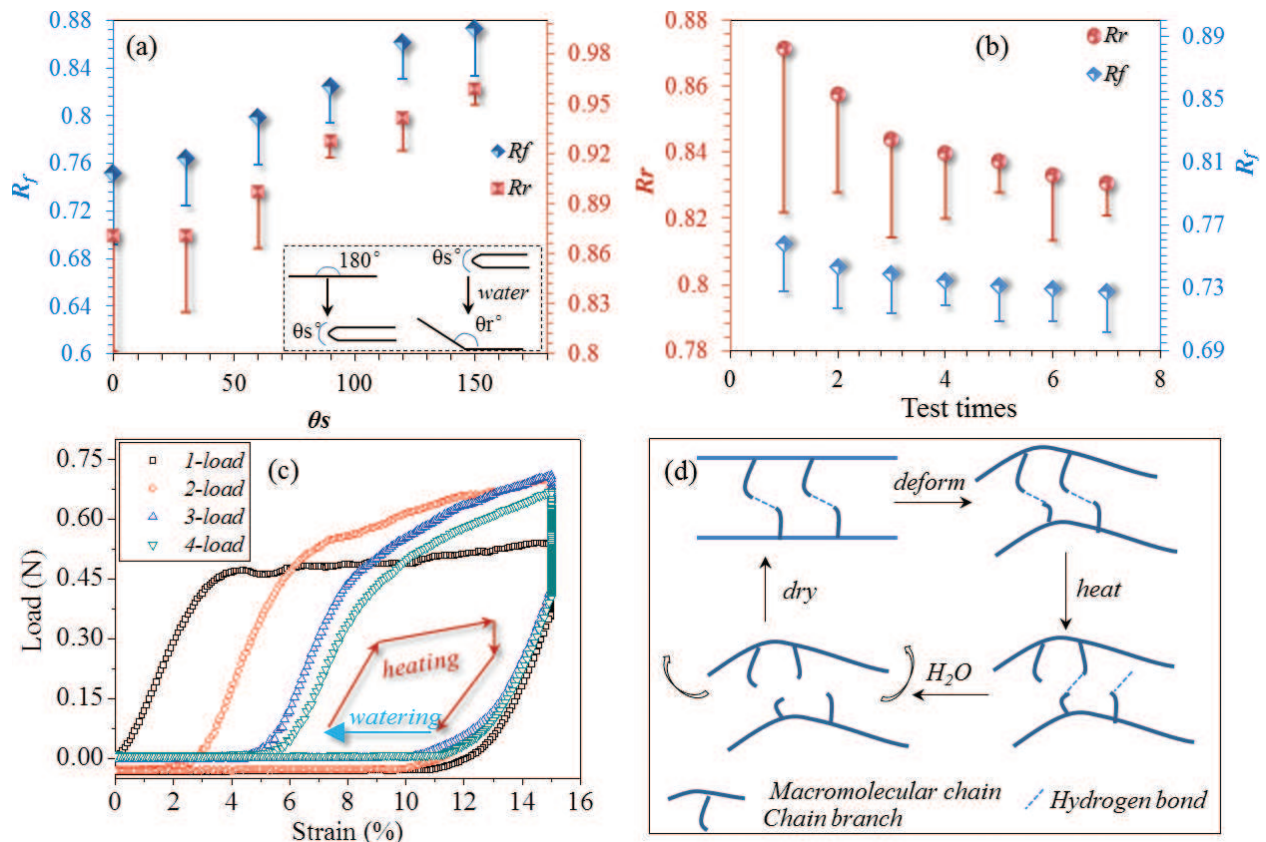 (a)
0.88
0.84
0.8
0.76
0.72
0.68
0.64
0.6
Rf
0.98
0.95
0.92
0.89
0.86
0.83
0.8
Rf
Rr
180°
θs°
θs°
water
θr°
0 50 100 150
θs
(b)
0.88
0.86
0.84
0.82
0.8
0.78
Rr
Rr
Rf
0.89
0.85
0.81
0.77
0.73
0.69
Rf
0 2 4 6 8
Test times
(c)
1-load
2-load
3-load
4-load
0.75
0.60
0.45
0.30
0.15
0.00
Load (N)
heating
watering
0 2 4 6 8 10 12 14 16
Strain (%)
(d)
deform
dry
heat
H2O
Macromolecular chain
Chain branch
Hydrogen bond